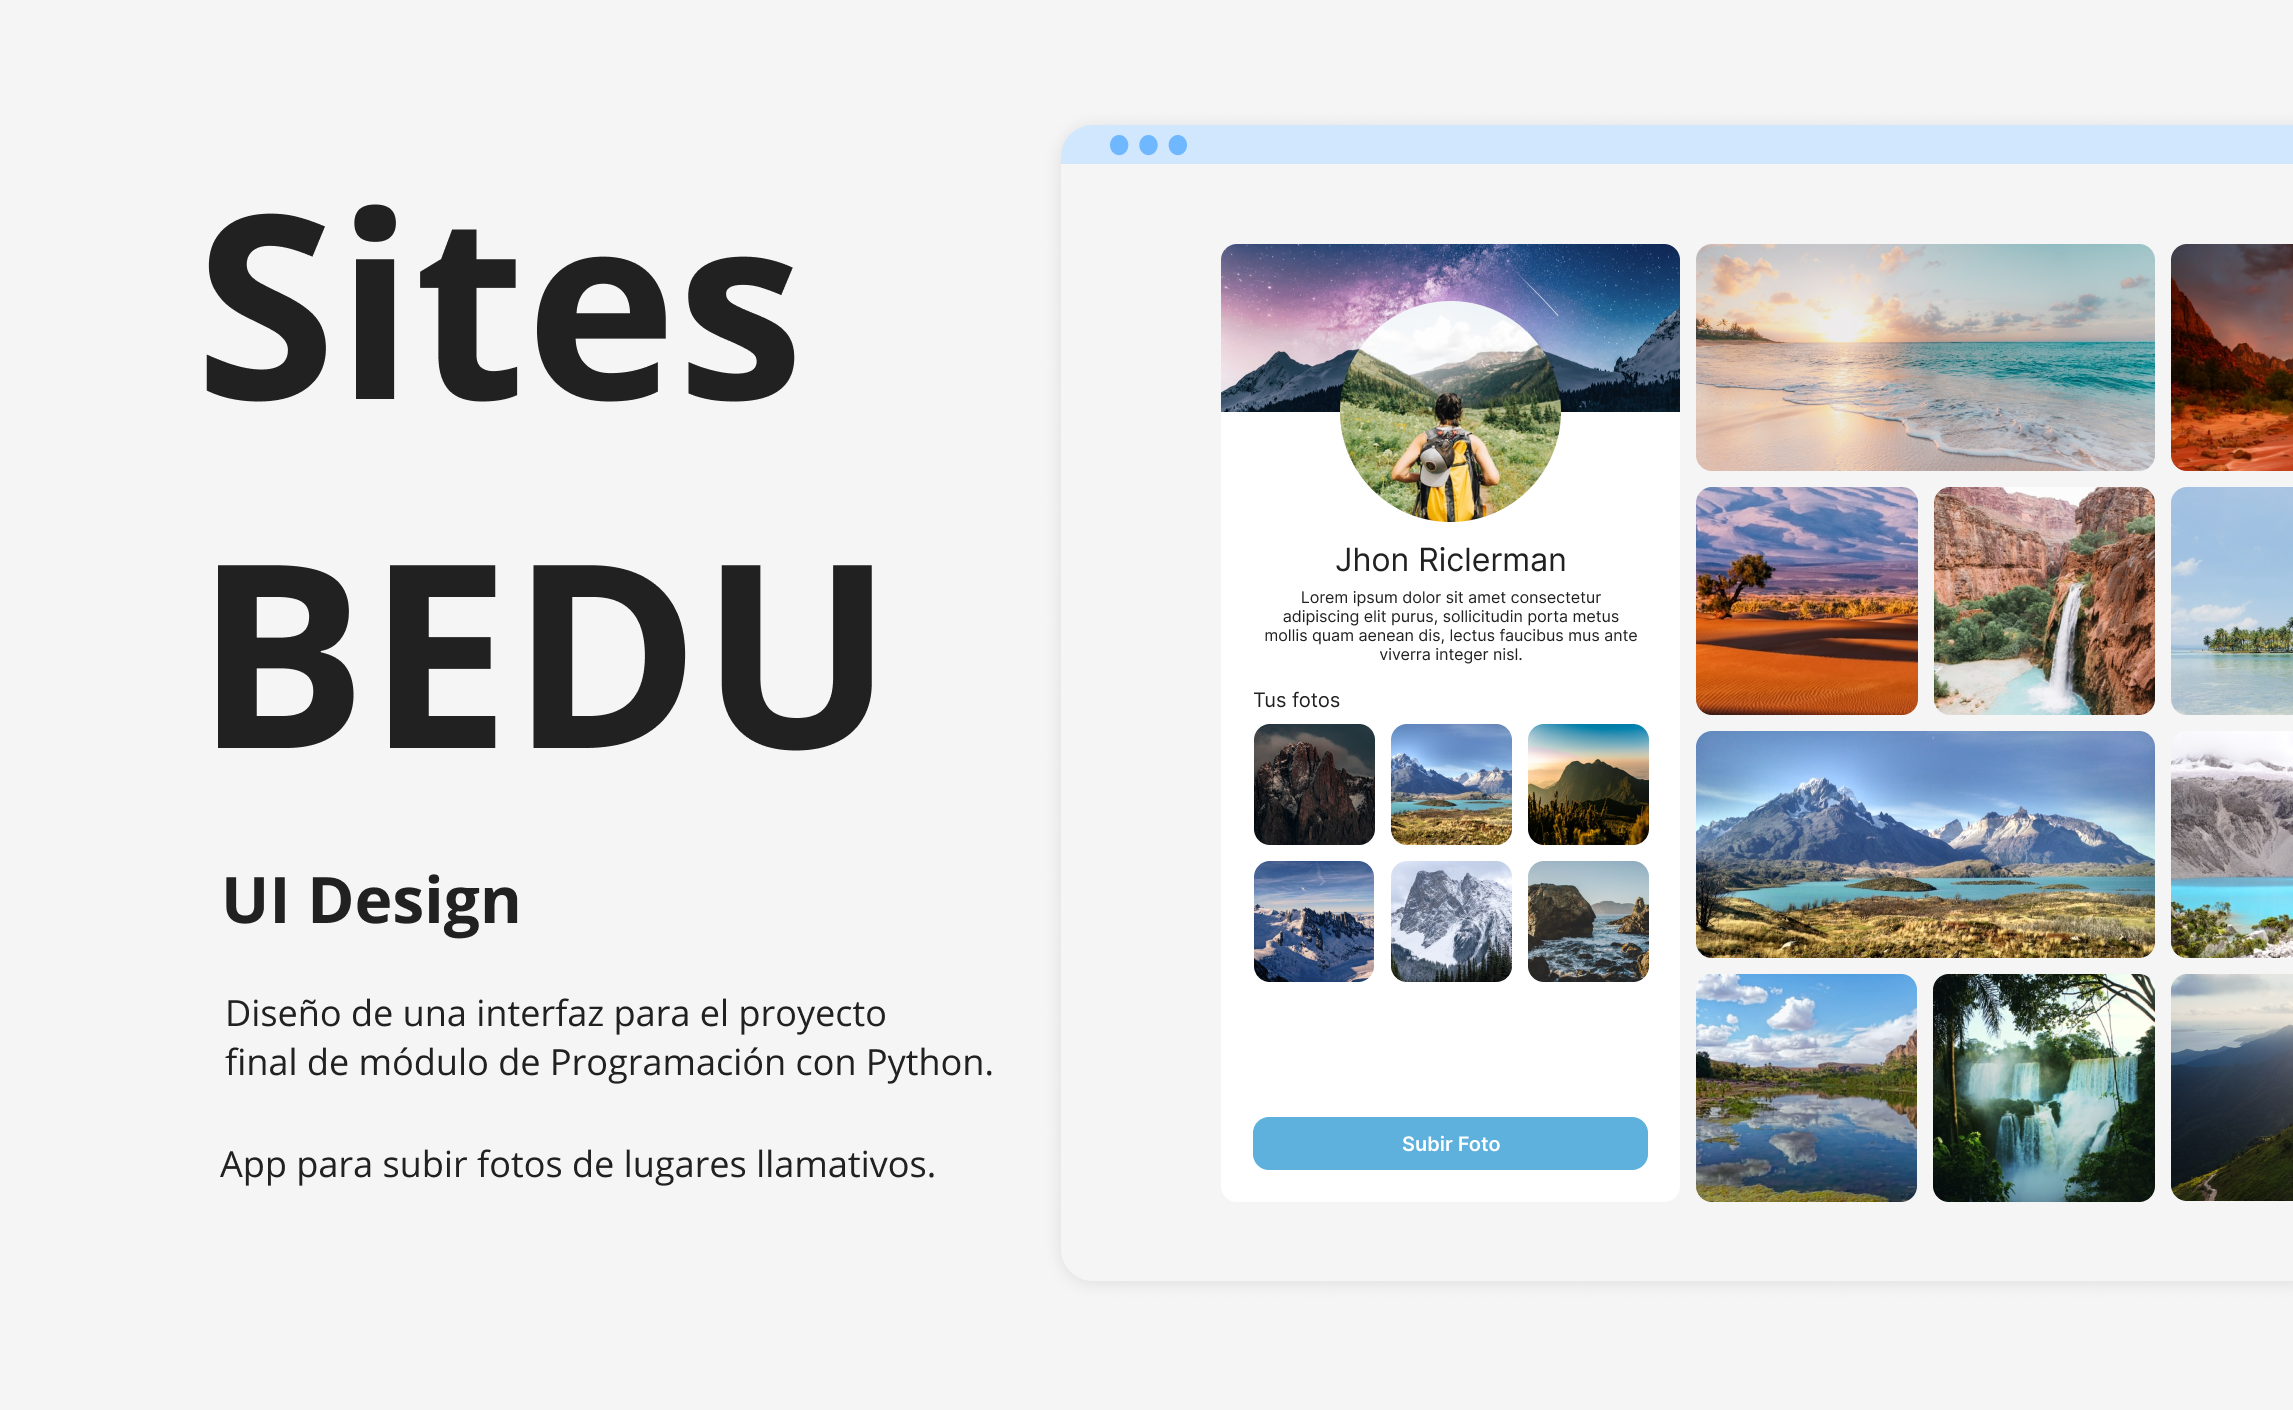 Sites
BEDU
UI Design
Diseño de una interfaz para el proyecto
final de módulo de Programación con Python.
App para subir fotos de lugares llamativos.
Jhon Riclerman
Lorem ipsum dolor sit amet consectetur
adipiscing elit purus, sollicitudin porta metus
mollis quam aenean dis, lectus faucibus mus ante
viverra integer nisl.
Tus fotos
Subir Foto